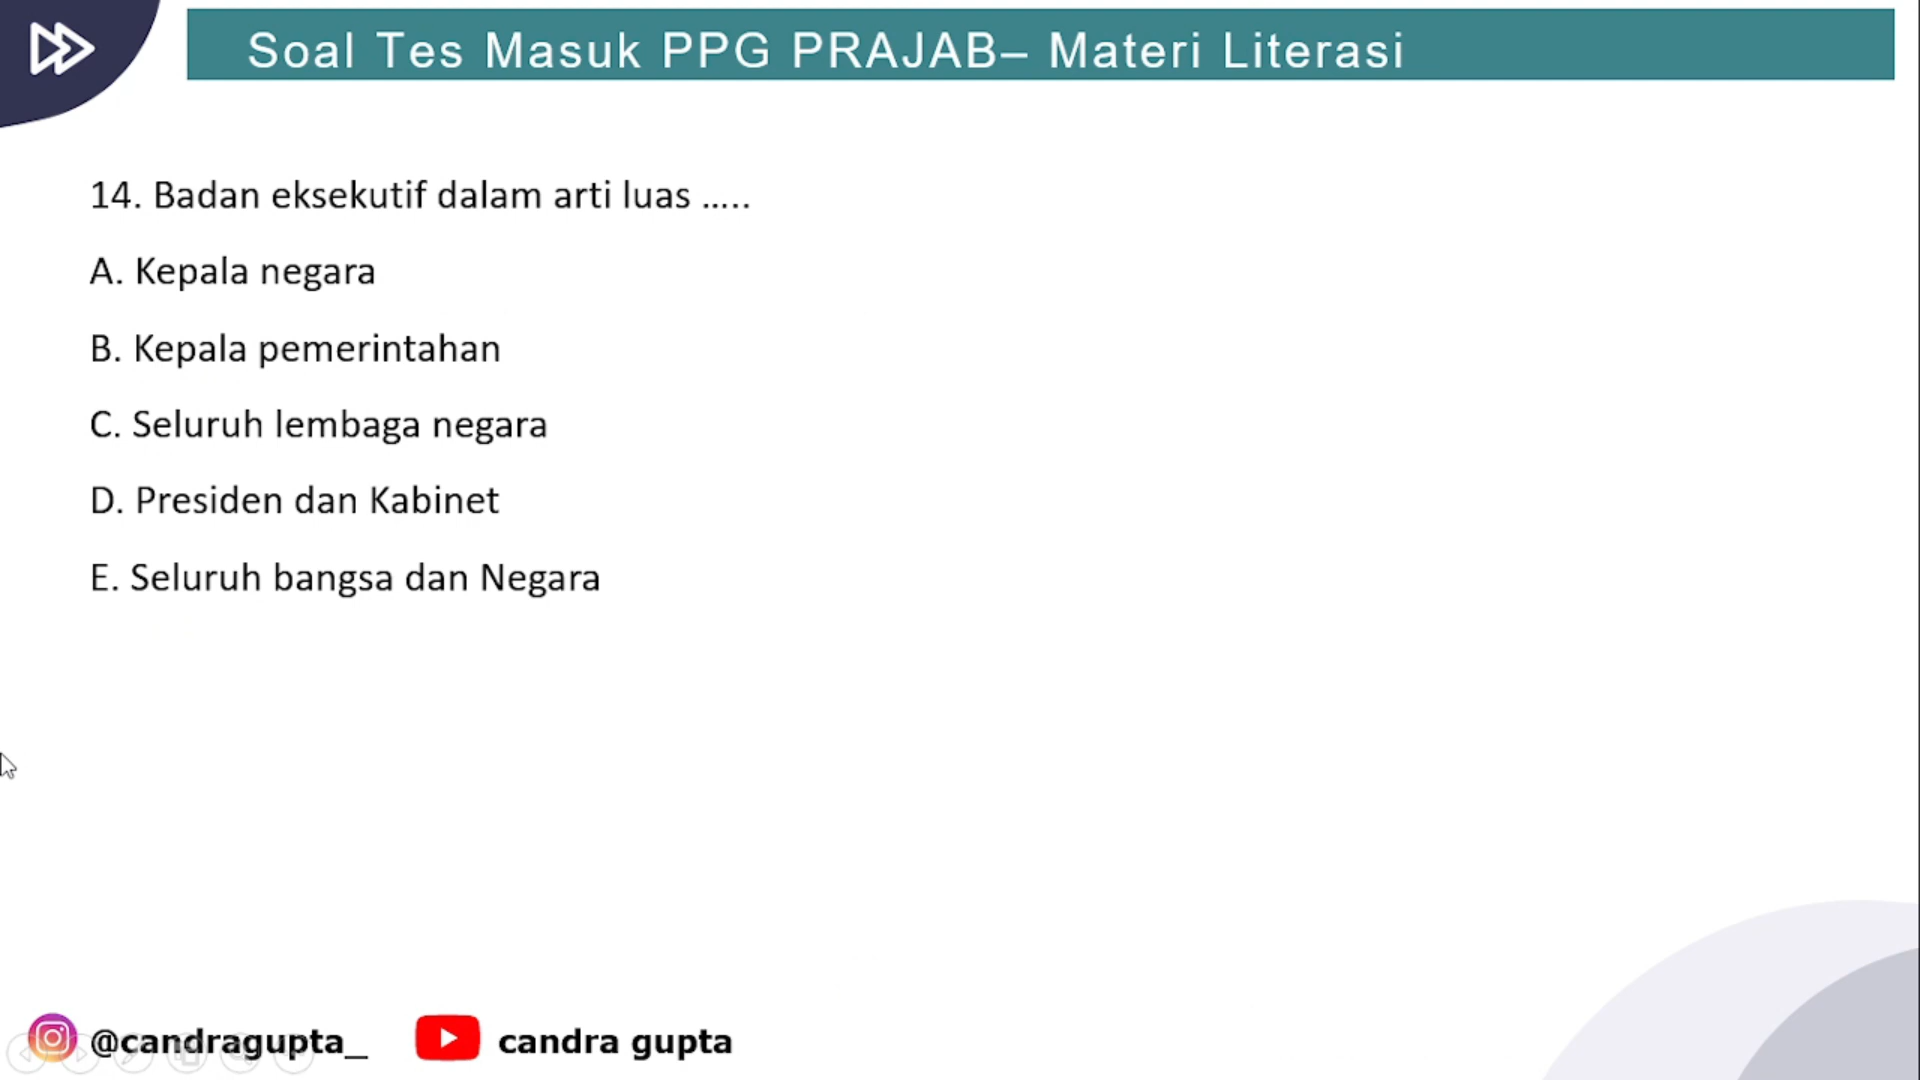 Soal Tes Masuk PPG PRAJAB– Materi Literasi
14. Badan eksekutif dalam arti luas .....
A. Kepala negara
B. Kepala pemerintahan
C. Seluruh lembaga negara
D. Presiden dan Kabinet
E. Seluruh bangsa dan Negara
@candragupta_ candra gupta